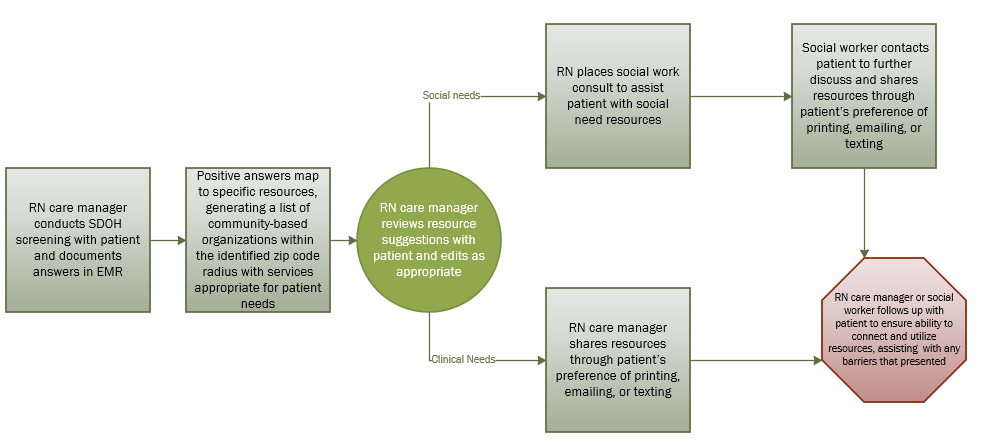 RN care manager
conducts SDOH
screening with patient
and documents
answers in EMR
Positive answers map
to specific resources,
generating a list of
community-based
organizations within
the identified zip code
radius with services
appropriate for patient
needs
RN care manager
reviews resource
suggestions with
patient and edits as
appropriate
Social needs
RN places social work
consult to assist
patient with social
need resources
Social worker contacts
patient to further
discuss and shares
resources through
patient's preference of
printing, emailing, or
texting
Clinical Needs
RN care manager
shares resources
through patient's
preference of printing,
emailing, or texting
RN care manager or social
worker follows up with
patient to ensure ability to
connect and utilize
resources, assisting with any
barriers that presented